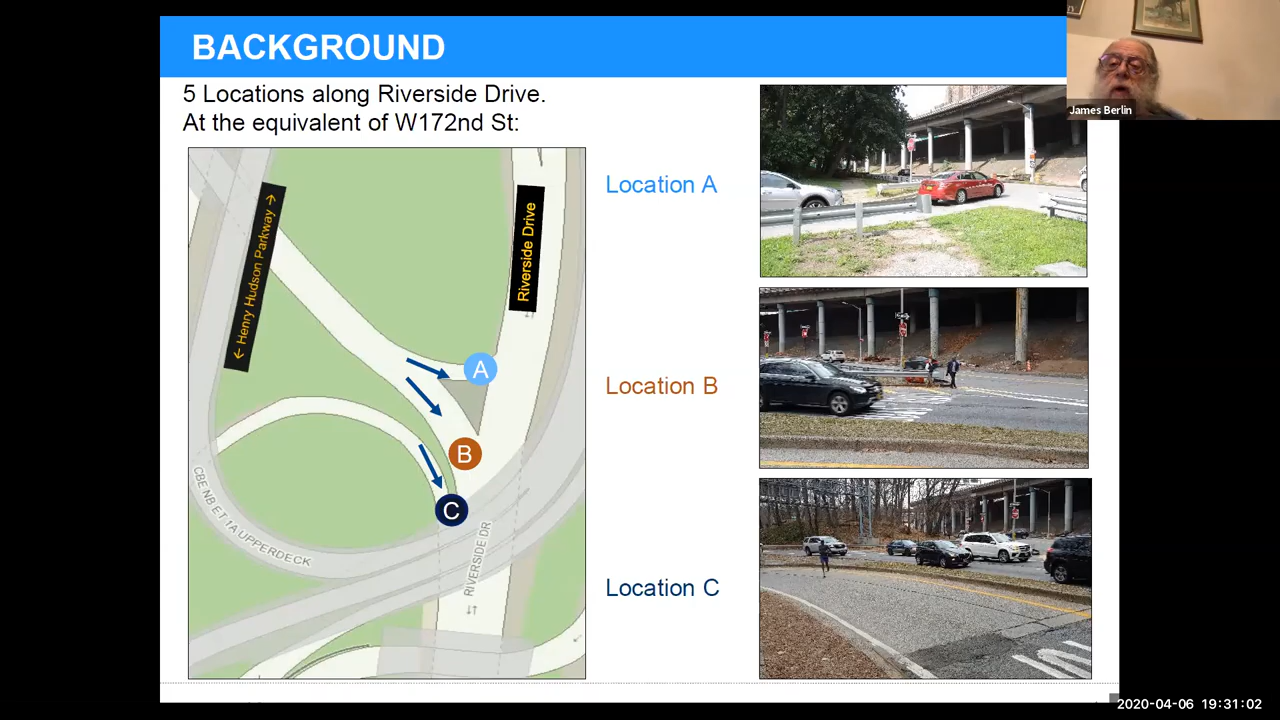 BACKGROUND
5 Locations along Riverside Drive.
At the equivalent of W172nd St:
James Berlin
Location A
Location B
Location C
← Henry Hudson Parkway →
Riverside Drive
A
B
C
CBE NB ET 1A UPPERDECK
RIVERSIDE DR
2020-04-06 19:31:02